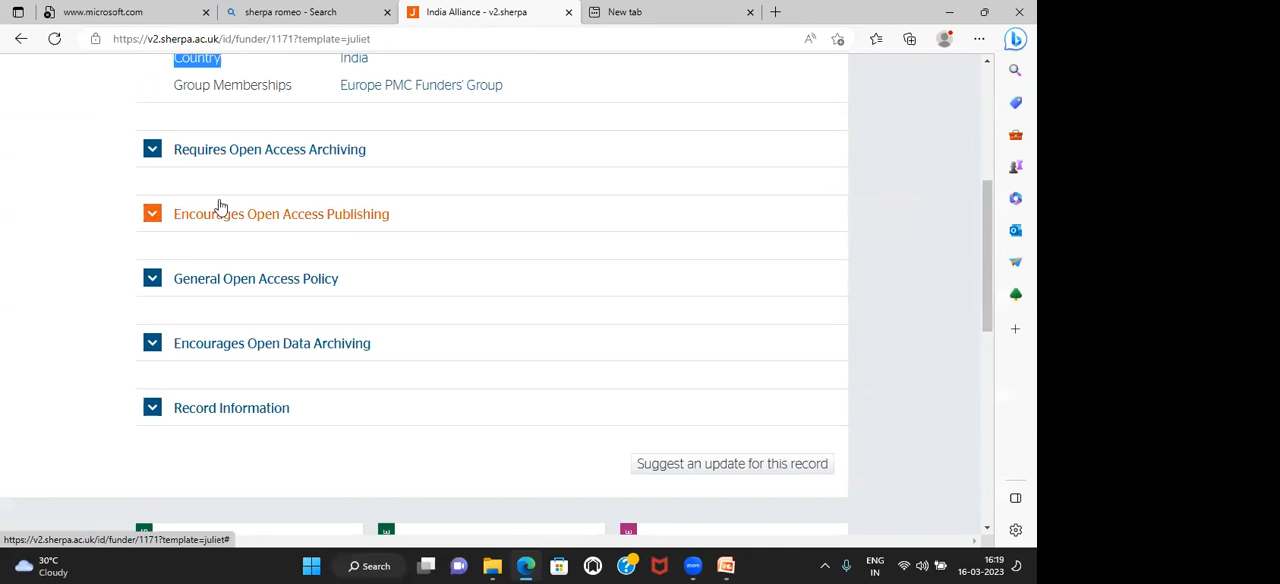 www.microsoft.com
sherpa romeo - Search
India Alliance - v2.sherpa
New tab
https://v2.sherpa.ac.uk/id/funder/1171?template=juliet
Country India
Group Memberships Europe PMC Funders' Group
Requires Open Access Archiving
Encourages Open Access Publishing
General Open Access Policy
Encourages Open Data Archiving
Record Information
Suggest an update for this record
https://v2.sherpa.ac.uk/id/funder/1171?template=juliet#
30°C
Cloudy
Search
zoom
ENG
IN
16:19
16-03-2023